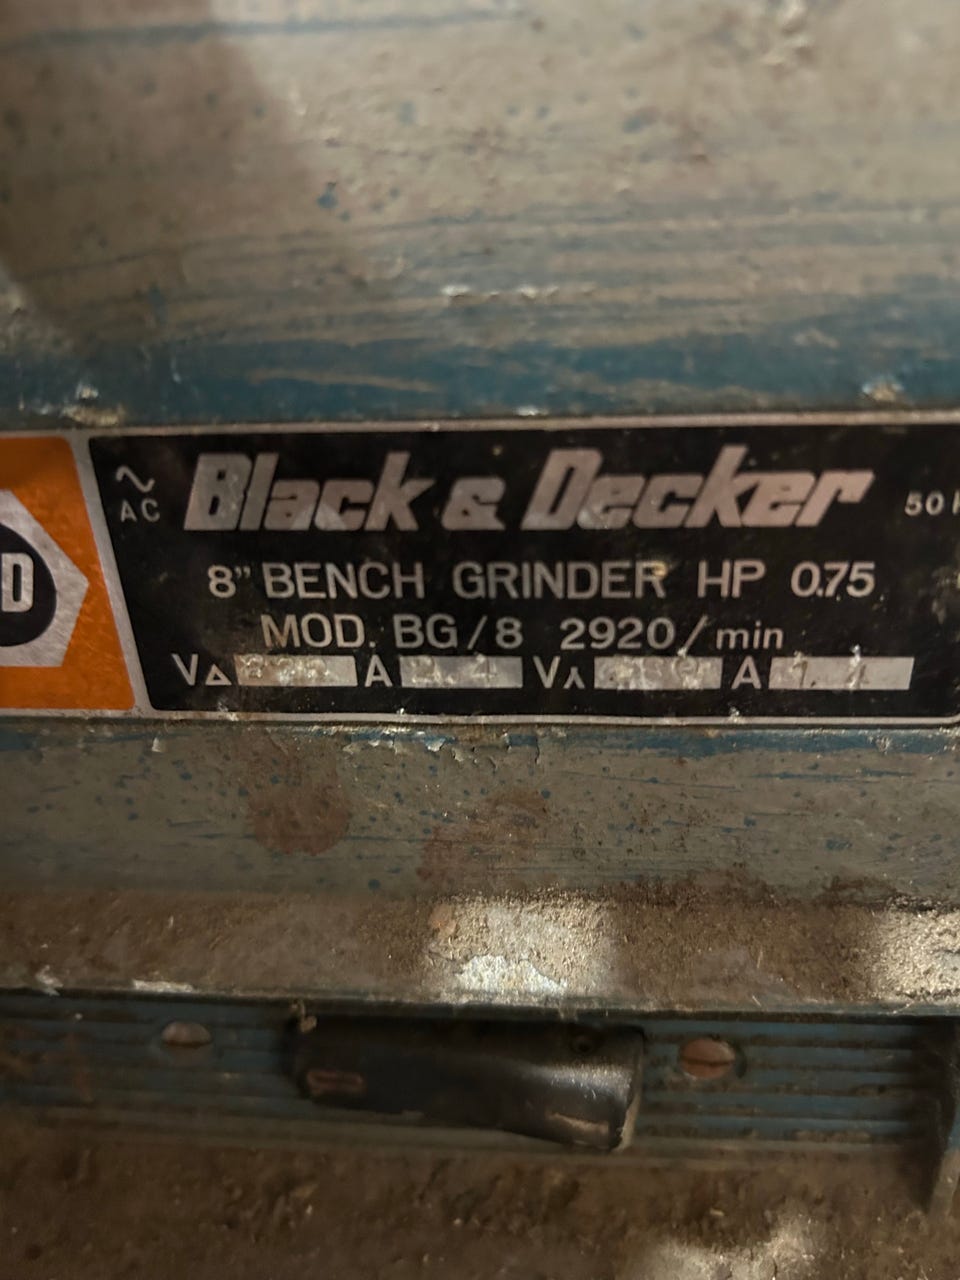 D
AC
Black & Decker
50
8" BENCH GRINDER HP 0.75
MOD. BG/8 2920/min
V△ A V⅄ A